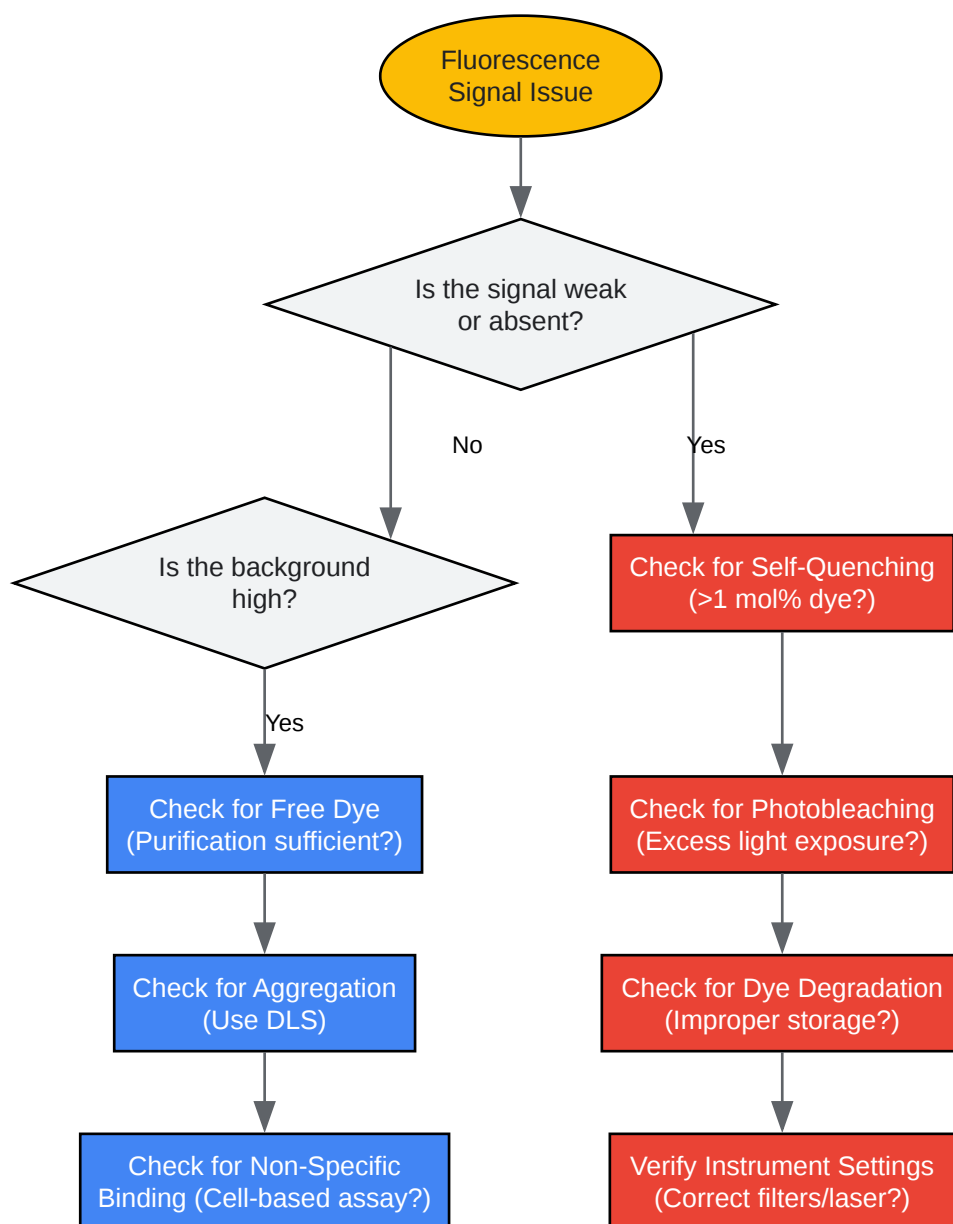 Fluorescence
Signal Issue
Is the signal weak
or absent?
No
Yes
Is the background
high?
Check for Self-Quenching
(>1 mol% dye?)
Yes
Check for Free Dye
(Purification sufficient?)
Check for Photobleaching
(Excess light exposure?)
Check for Aggregation
(Use DLS)
Check for Dye Degradation
(Improper storage?)
Check for Non-Specific
Binding (Cell-based assay?)
Verify Instrument Settings
(Correct filters/laser?)